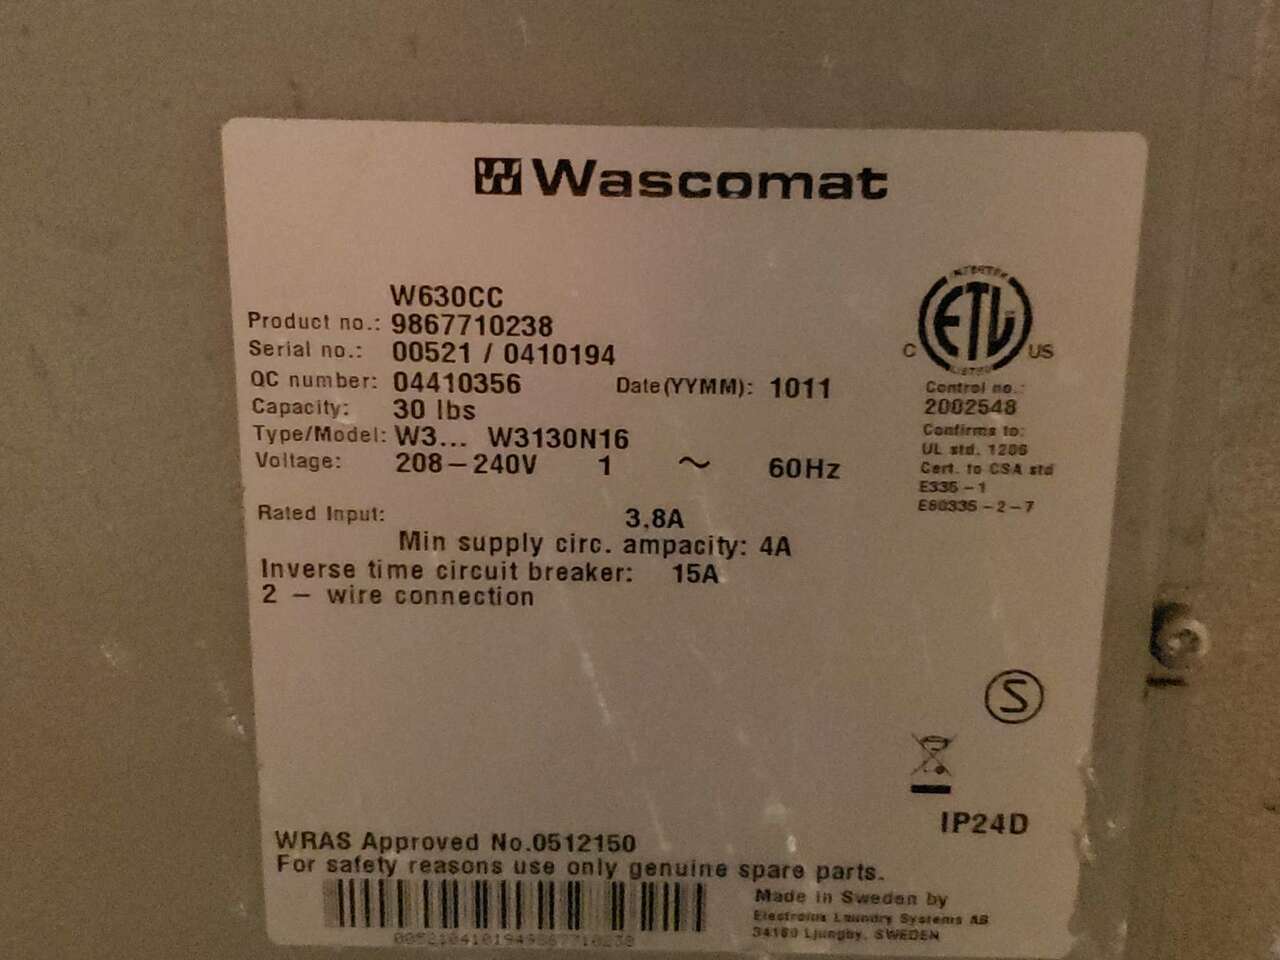 Wascomat
W630CC
Product no.: 9867710238
Serial no.: 00521 / 0410194
QC number: 04410356 Date(YYMM): 1011
Capacity: 30 lbs
Type/Model: W3... W3130N16
Voltage: 208-240V 1 ~ 60Hz
Rated Input: 3,8A
Min supply circ. ampacity: 4A
Inverse time circuit breaker: 15A
2 - wire connection
INTERTEK
ETL
C US
LISTED
Control no.:
2002548
Confirms to:
UL std. 1206
Cert. to CSA std
E335-1
E60335-2-7
S
IP24D
WRAS Approved No.0512150
For safety reasons use only genuine spare parts.
Made in Sweden by
Electrolux Laundry Systems AB
34180 Ljungby, SWEDEN
0052104101949867710238